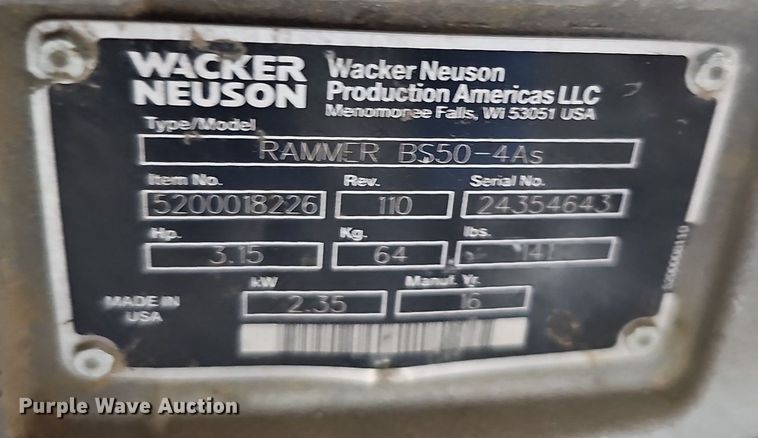 WACKER NEUSON
Wacker Neuson
Production Americas LLC
Menomonee Falls, WI 53051 USA
Type/Model
RAMMER BS50-4As
Item No. Rev. Serial No.
5200018226 110 24354643
Hp. Kg. lbs.
3.15 64 141
kW Manuf. Yr.
2.35 16
MADE IN
USA
5200008110
Purple Wave Auction